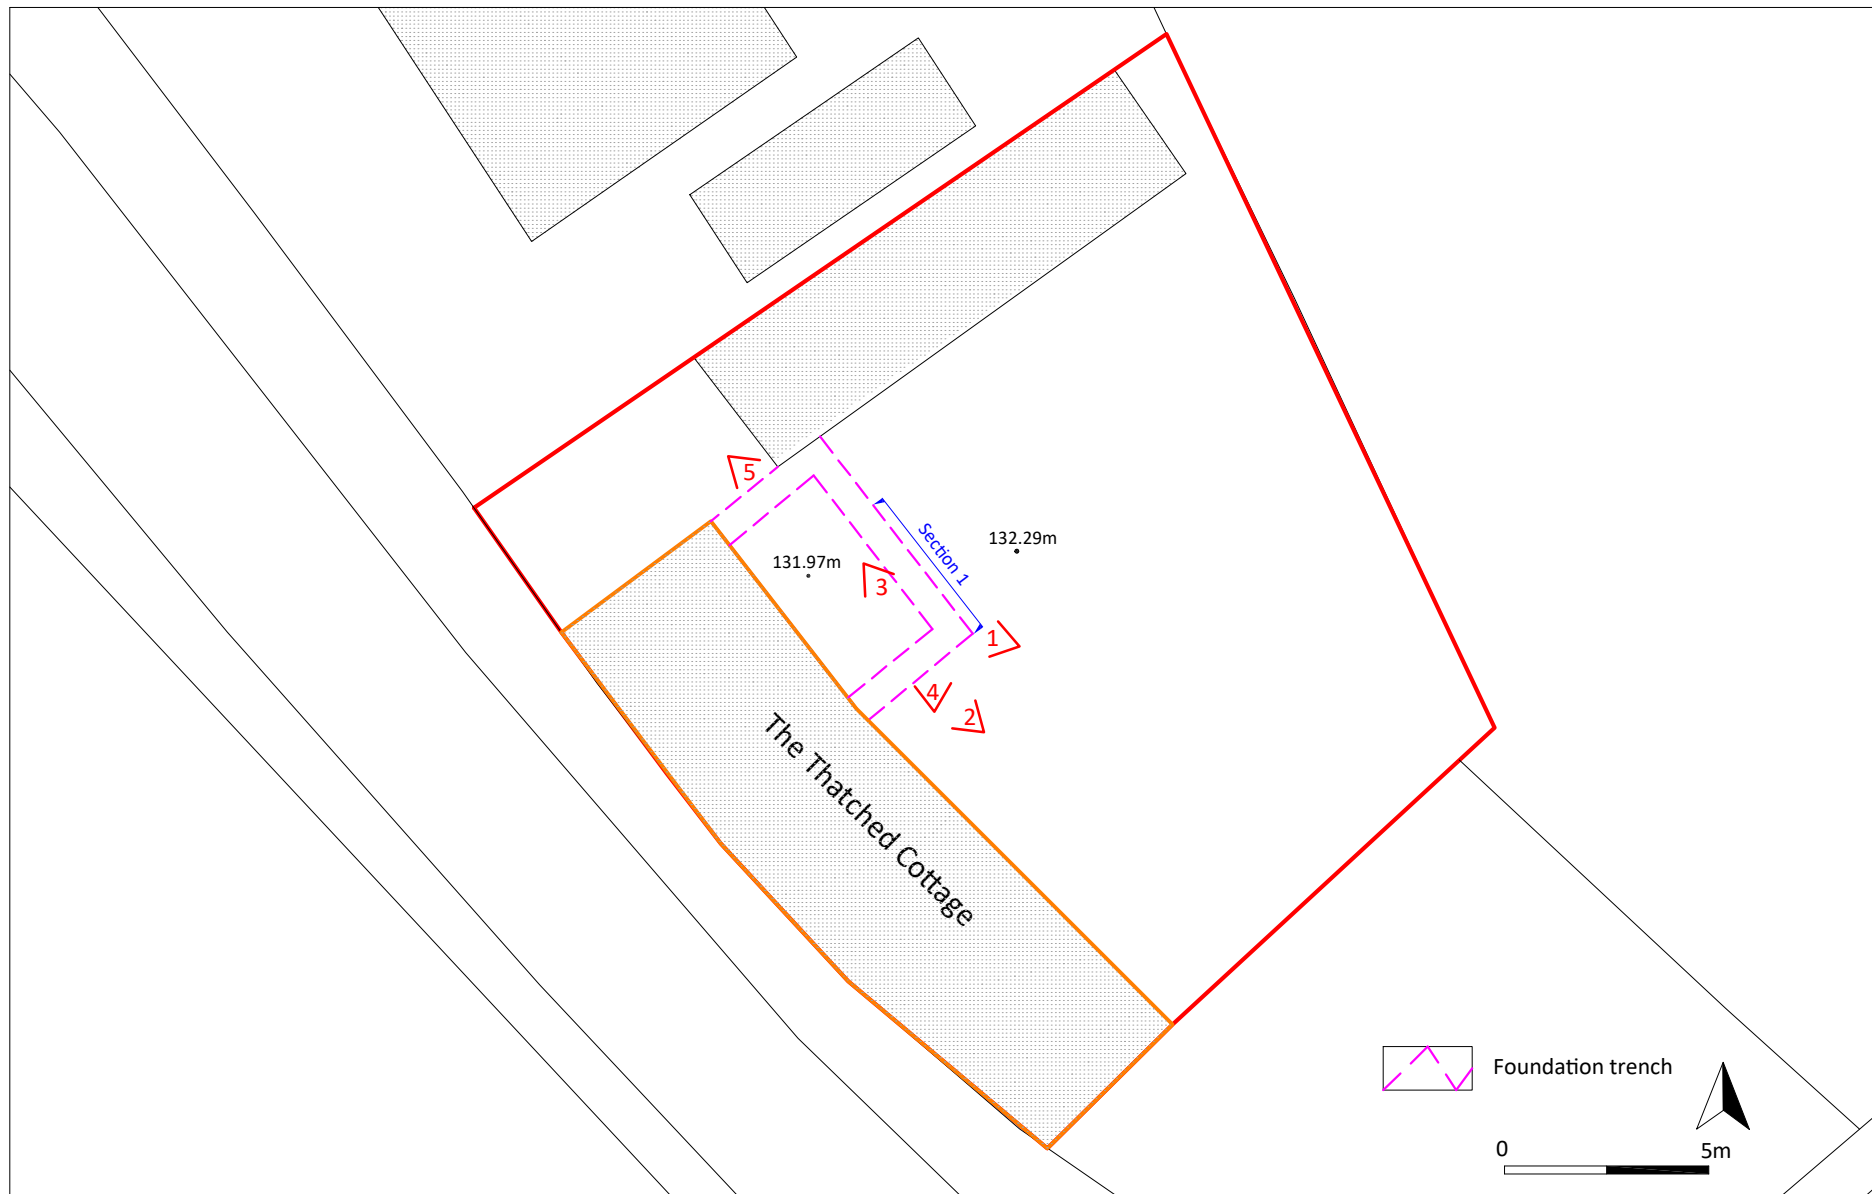 5
Section 1
132.29m
131.97m
3
1
4
2
The Thatched Cottage
Foundation trench
0 5m